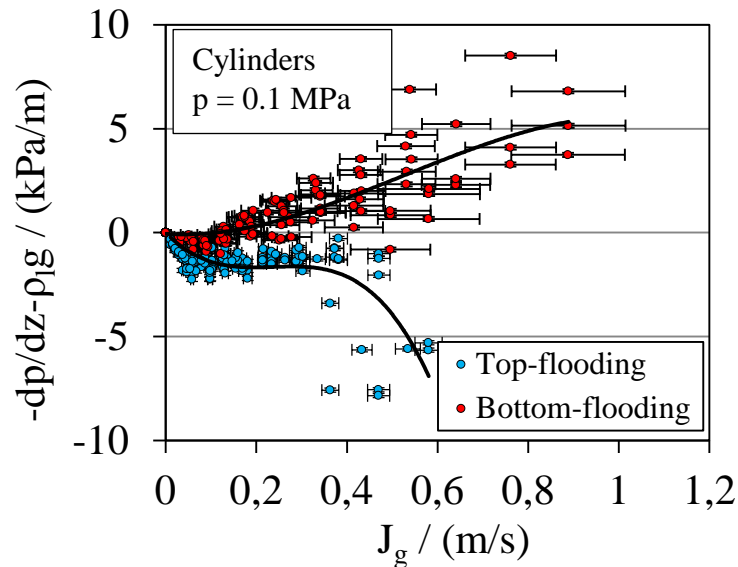 10
5
0
-5
-10
-dp/dz-ρlg / (kPa/m)
Cylinders
p = 0.1 MPa
Top-flooding
Bottom-flooding
0 0,2 0,4 0,6 0,8 1 1,2
Jg / (m/s)